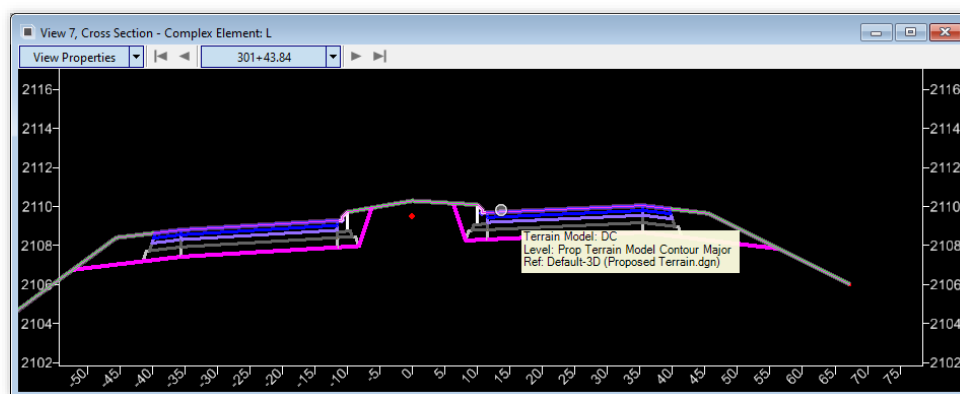 View 7, Cross Section - Complex Element: L
View Properties 301+43.84
2116 2116
2114 2114
2112 2112
2110 2110
2108 2108
2106 2106
2104 2104
2102 2102
Terrain Model: DC
Level: Prop Terrain Model Contour Major
Ref: Default-3D (Proposed Terrain.dgn)
-50 -45 -40 -35 -30 -25 -20 -15 -10 -5 0 5 10 15 20 25 30 35 40 45 50 55 60 65 70 75